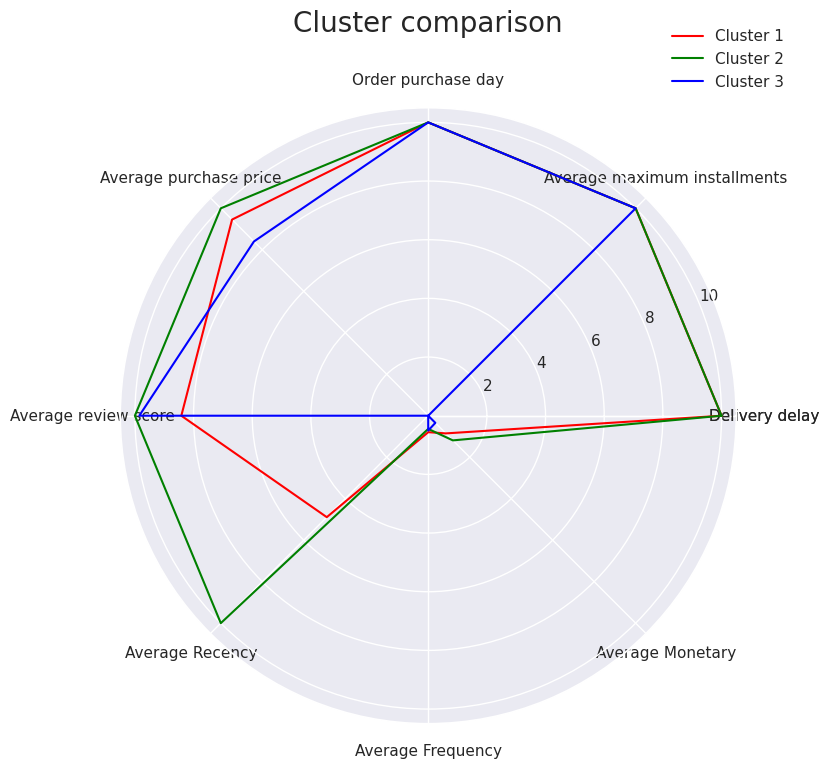 Cluster comparison
Cluster 1
Cluster 2
Cluster 3
Order purchase day
Average purchase price
Average maximum installments
10
8
6
4
2
Average review score
Delivery delay
Average Recency
Average Monetary
Average Frequency